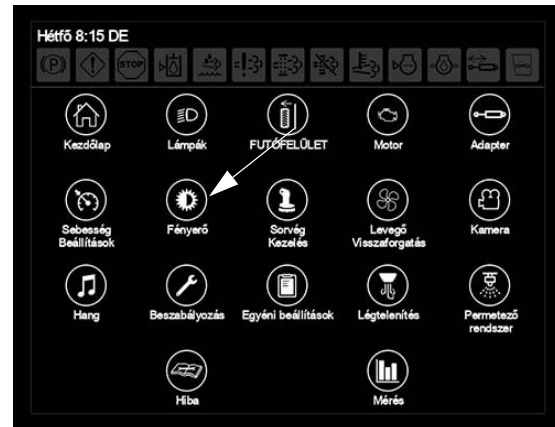 Hétfő 8:15 DE
(P) STOP
Kezdőlap Lámpák FUTÓFELÜLET Motor Adapter
Sebesség Fényerő Sorvég Levegő Kamera
Beállítások Kezelés Visszaforgatás
Hang Beszabályozás Egyéni beállítások Légtelenítés Permetező
rendszer
Hiba Mérés